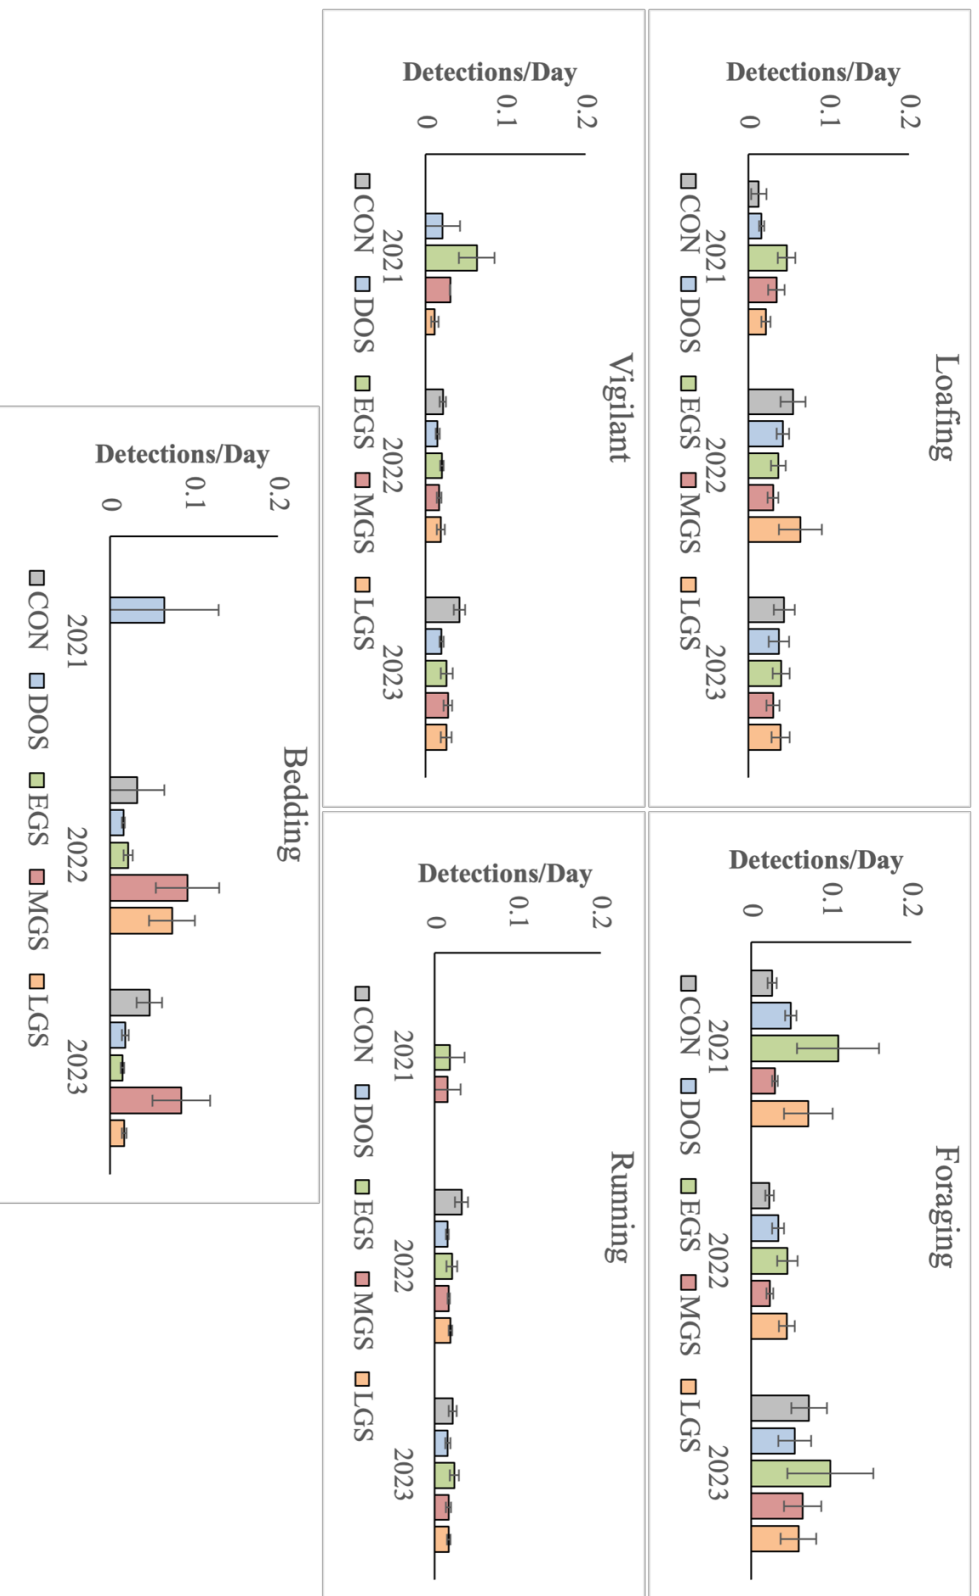 Loafing
Detections/Day
0.2
0.1
0
2021 2022 2023
CON DOS EGS MGS LGS
Foraging
Detections/Day
0.2
0.1
0
2021 2022 2023
CON DOS EGS MGS LGS
Vigilant
Detections/Day
0.2
0.1
0
2021 2022 2023
CON DOS EGS MGS LGS
Running
Detections/Day
0.2
0.1
0
2021 2022 2023
CON DOS EGS MGS LGS
Bedding
Detections/Day
0.2
0.1
0
2021 2022 2023
CON DOS EGS MGS LGS